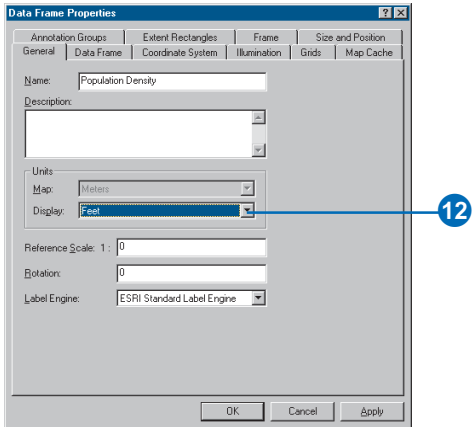 Data Frame Properties
Annotation Groups Extent Rectangles Frame Size and Position
General Data Frame Coordinate System Illumination Grids Map Cache
Name: Population Density
Description:
Units
Map: Meters
Display: Feet
12
Reference Scale: 1 : 0
Rotation: 0
Label Engine: ESRI Standard Label Engine
OK Cancel Apply